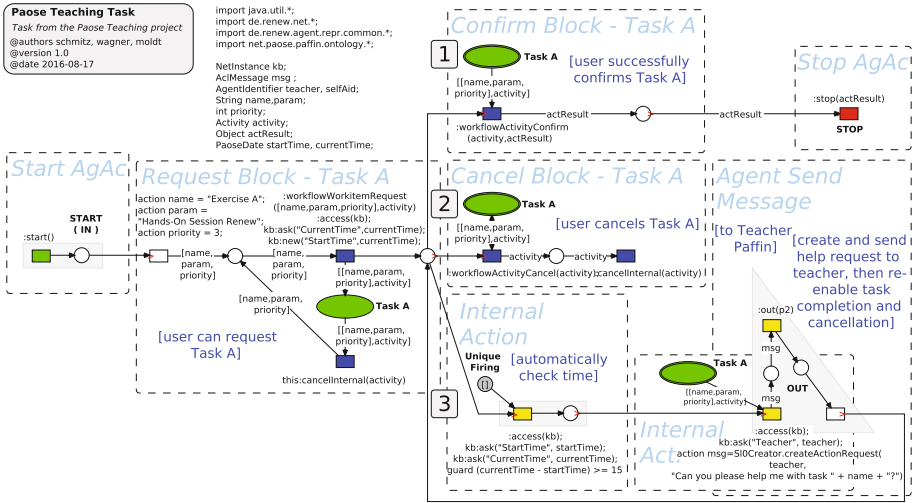 Paose Teaching Task
Task from the Paose Teaching project
@authors schmitz, wagner, moldt
@version 1.0
@date 2016-08-17
import java.util.*;
import de.renew.net.*;
import de.renew.agent.repr.common.*;
import net.paose.paffin.ontology.*;
NetInstance kb;
AclMessage msg ;
AgentIdentifier teacher, selfAid;
String name,param;
int priority;
Activity activity;
Object actResult;
PaoseDate startTime, currentTime;
Confirm Block - Task A
1
Task A
[user successfully
confirms Task A]
[[name,param,
priority],activity]
actResult
actResult
:workflowActivityConfirm
(activity,actResult)
Stop AgAc
:stop(actResult)
STOP
Start AgAc
START
( IN )
:start()
Request Block - Task A
action name = "Exercise A";
action param =
"Hands-On Session Renew";
action priority = 3;
:workflowWorkitemRequest
([name,param,priority],activity)
:access(kb);
kb:ask("CurrentTime",currentTime);
kb:new("StartTime",currentTime);
[name,
param,
priority]
[name,
param,
priority]
[[name,param,
priority],activity]
[name,param,
priority]
Task A
[[name,param,
priority],activity]
[user can request
Task A]
this:cancelInternal(activity)
Cancel Block - Task A
2
Task A
[user cancels Task A]
[[name,param,
priority],activity]
activity
activity
:workflowActivityCancel(activity)
:cancelInternal(activity)
Internal
Action
Unique
Firing
[]
[automatically
check time]
3
:access(kb);
kb:ask("StartTime", startTime);
kb:ask("CurrentTime", currentTime);
guard (currentTime - startTime) >= 15
Agent Send
Message
[to Teacher
Paffin]
[create and send
help request to
teacher, then re-
enable task
completion and
cancellation]
:out(p2)
msg
OUT
msg
Task A
[[name,param,
priority],activity]
Internal
Act.
:access(kb);
kb:ask("Teacher", teacher);
action msg=Sl0Creator.createActionRequest(
teacher,
"Can you please help me with task " + name + "?")